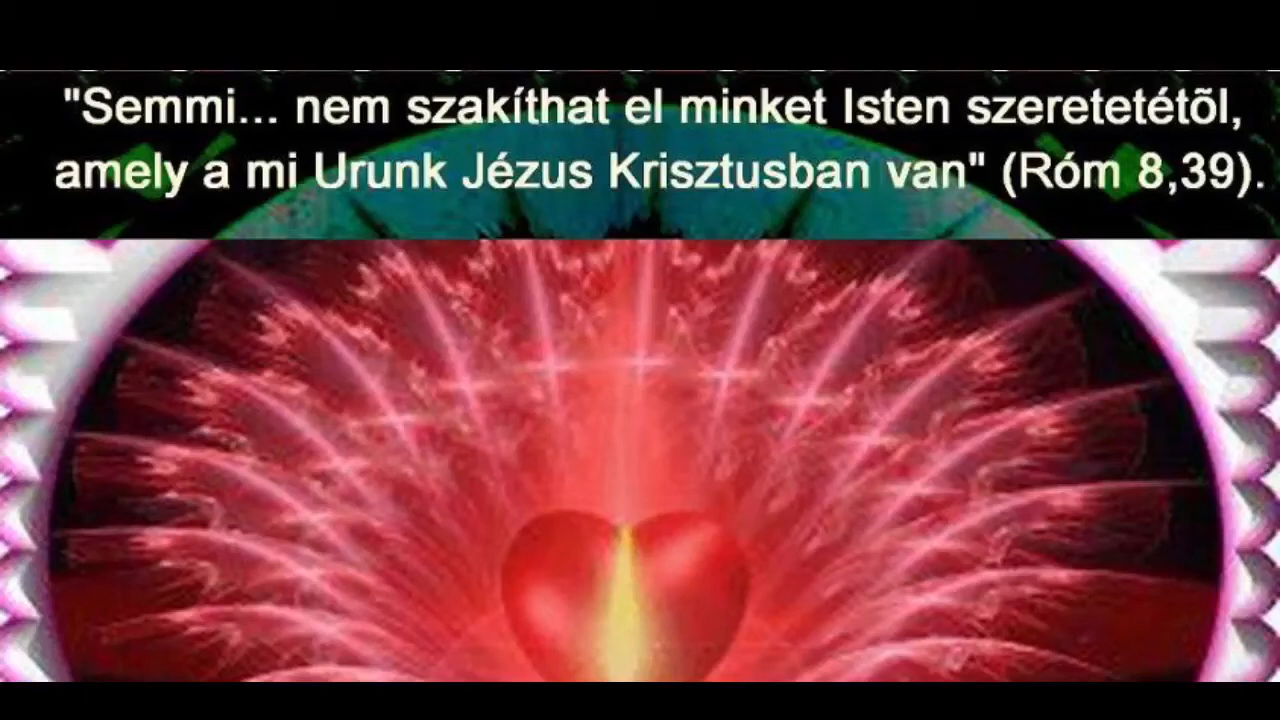 "Semmi... nem szakíthat el minket Isten szeretetétõl,
amely a mi Urunk Jézus Krisztusban van" (Róm 8,39).